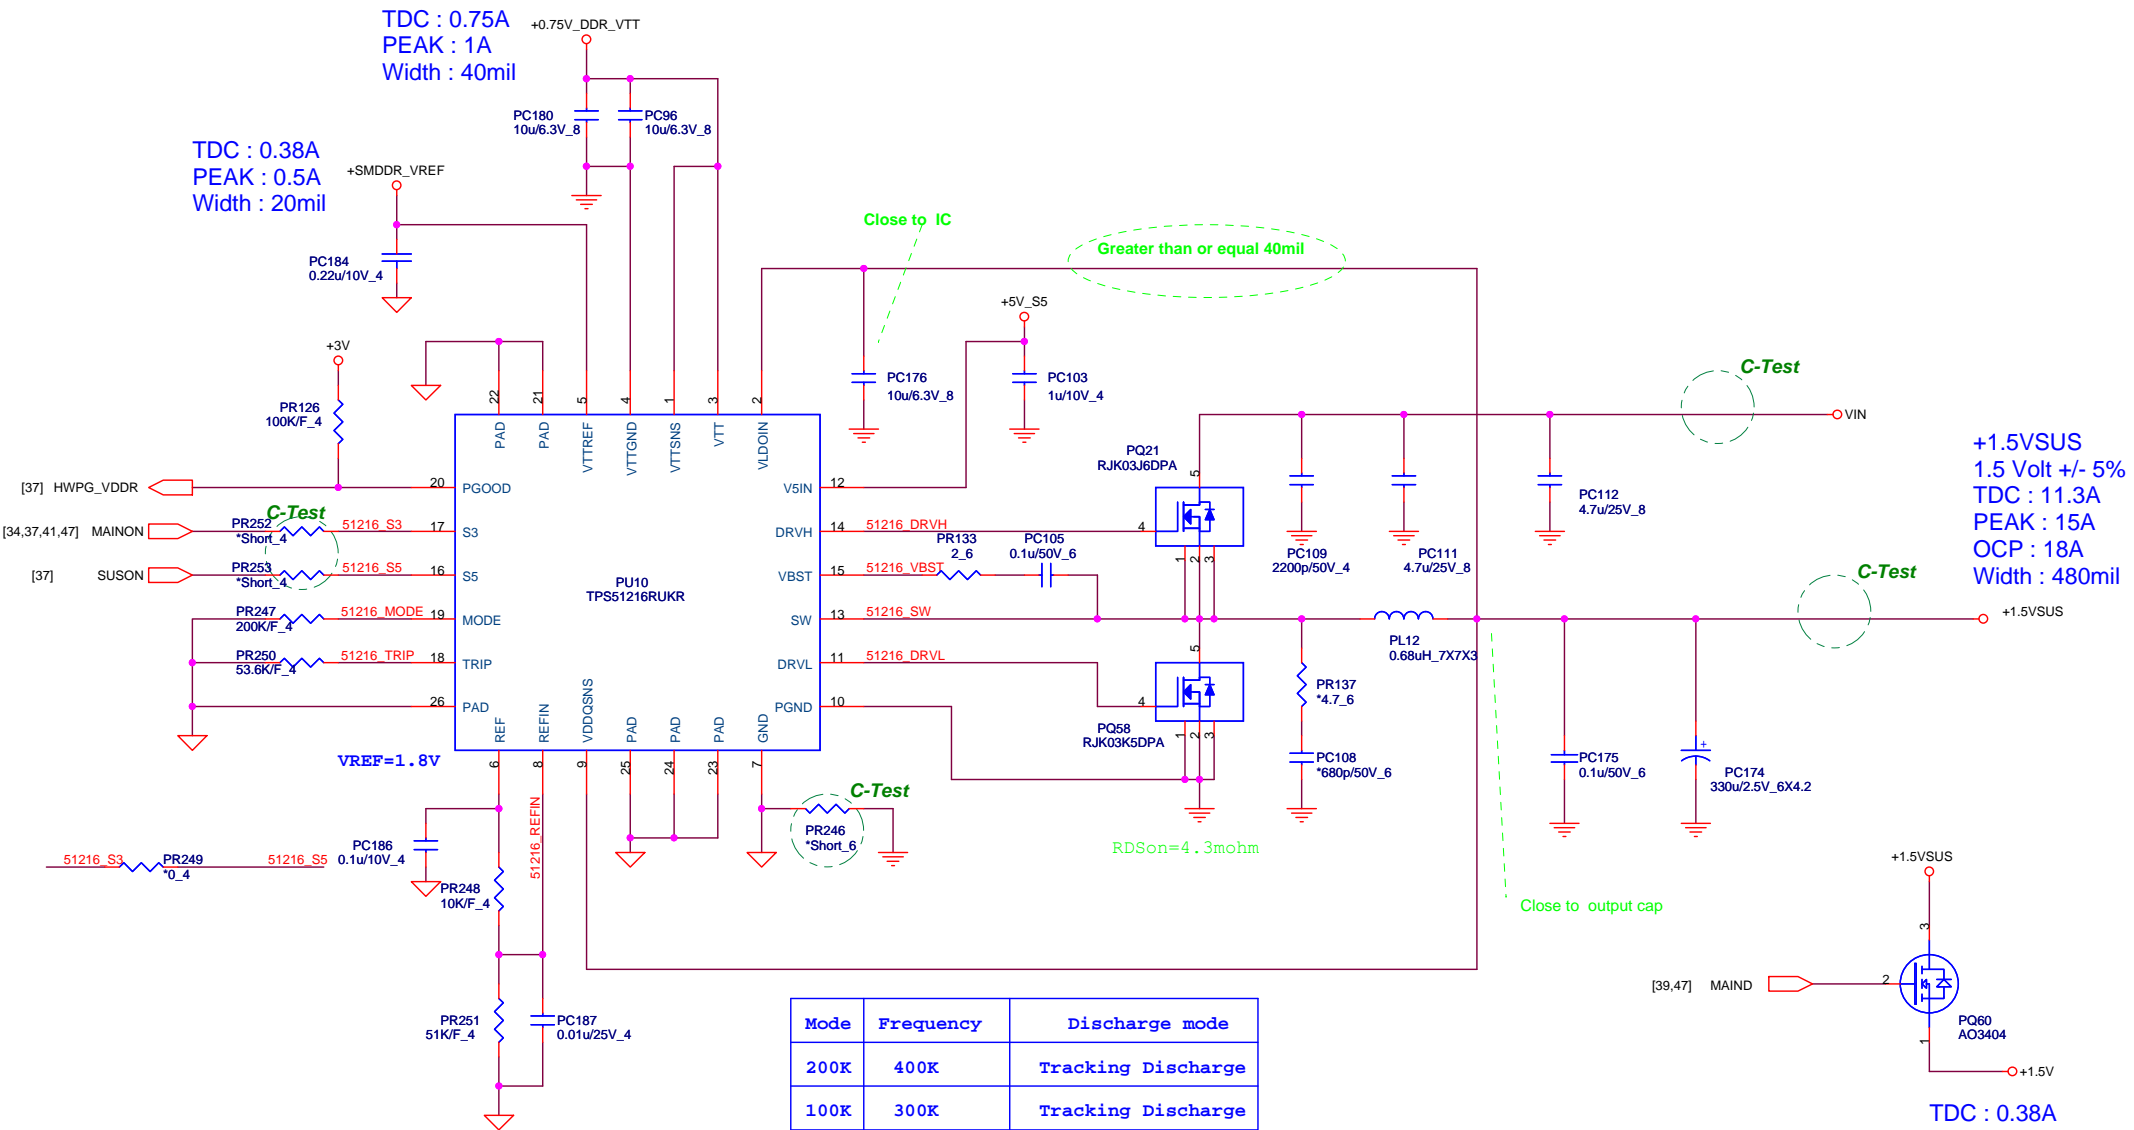 TDC : 0.75A
PEAK : 1A
Width : 40mil
+0.75V_DDR_VTT
PC180
10u/6.3V_8
PC96
10u/6.3V_8
TDC : 0.38A
PEAK : 0.5A
Width : 20mil
+SMDDR_VREF
PC184
0.22u/10V_4
Close to IC
Greater than or equal 40mil
+5V_S5
PC176
10u/6.3V_8
PC103
1u/10V_4
+3V
PR126
100K/F_4
22
21
5
4
1
3
2
PAD
PAD
VTTREF
VTTGND
VTTSNS
VTT
VLDOIN
C-Test
VIN
PQ21
RJK03J6DPA
5
4
1
2
3
PC109
2200p/50V_4
PC111
4.7u/25V_8
PC112
4.7u/25V_8
+1.5VSUS
1.5 Volt +/- 5%
TDC : 11.3A
PEAK : 15A
OCP : 18A
Width : 480mil
[37] HWPG_VDDR
20
PGOOD
C-Test
[34,37,41,47] MAINON
PR252
*Short_4
51216_S3
17
S3
[37] SUSON
PR253
*Short_4
51216_S5
16
S5
PR247
200K/F_4
51216_MODE
19
MODE
PR250
53.6K/F_4
51216_TRIP
18
TRIP
26
PAD
PU10
TPS51216RUKR
V5IN
12
DRVH
14
51216_DRVH
VBST
15
51216_VBST
PR133
2_6
PC105
0.1u/50V_6
SW
13
51216_SW
DRVL
11
51216_DRVL
PGND
10
C-Test
+1.5VSUS
PL12
0.68uH_7X7X3
5
4
1
2
3
PQ58
RJK03K5DPA
PR137
*4.7_6
PC108
*680p/50V_6
PC175
0.1u/50V_6
+
PC174
330u/2.5V_6X4.2
REF
REFIN
VDDQSNS
PAD
PAD
PAD
GND
6
8
9
25
24
23
7
VREF=1.8V
51216_REFIN
C-Test
PR246
*Short_6
RDSon=4.3mohm
Close to output cap
51216_S3
PR249
*0_4
51216_S5
PC186
0.1u/10V_4
PR248
10K/F_4
PR251
51K/F_4
PC187
0.01u/25V_4
+1.5VSUS
3
[39,47] MAIND
2
PQ60
AO3404
1
+1.5V
TDC : 0.38A
Mode Frequency Discharge mode
200K 400K Tracking Discharge
100K 300K Tracking Discharge